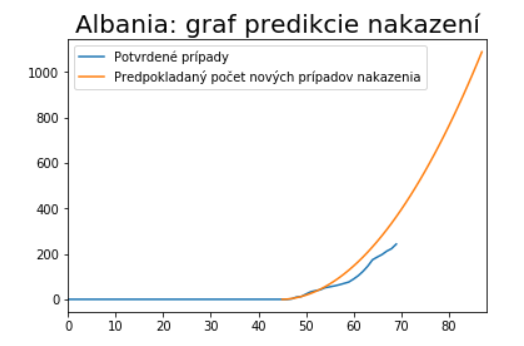 Albania: graf predikcie nakazení
Potvrdené prípady
Predpokladaný počet nových prípadov nakazenia
1000
800
600
400
200
0
0 10 20 30 40 50 60 70 80